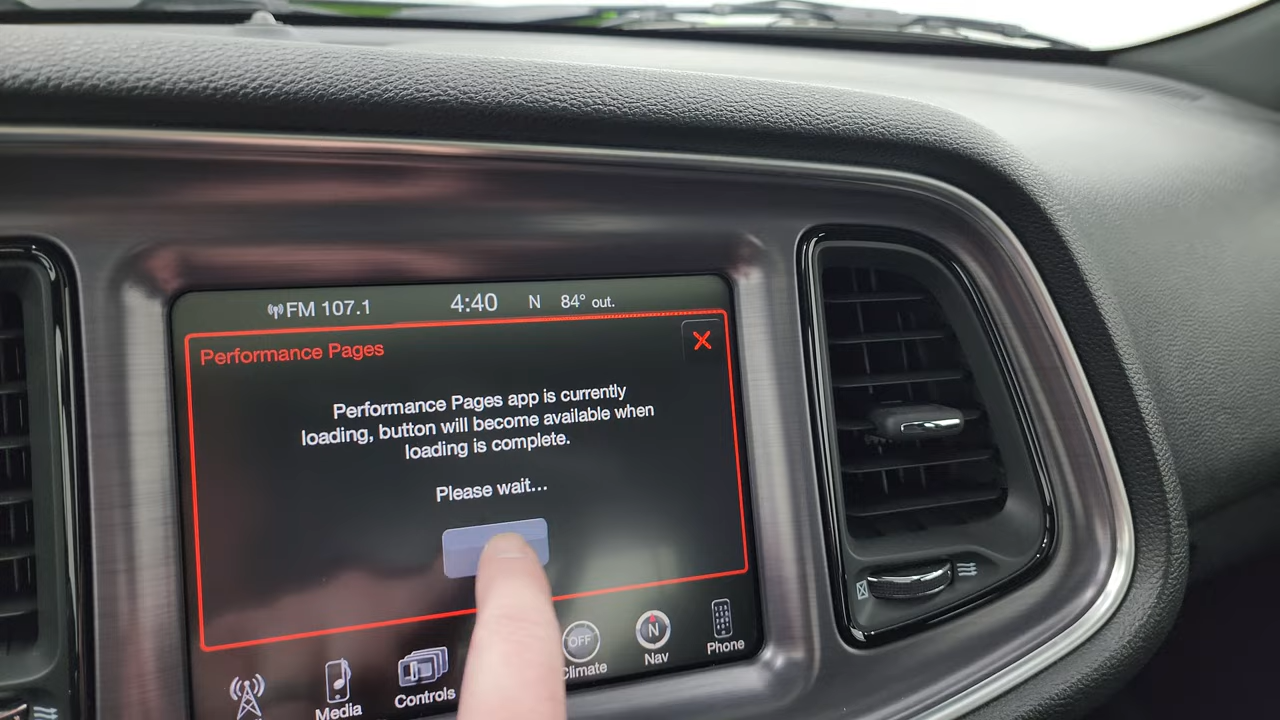 FM 107.1 4:40 N 84° out.
Performance Pages X
Performance Pages app is currently
loading, button will become available when
loading is complete.
Please wait...
Media Controls Climate Nav Phone
OFF N